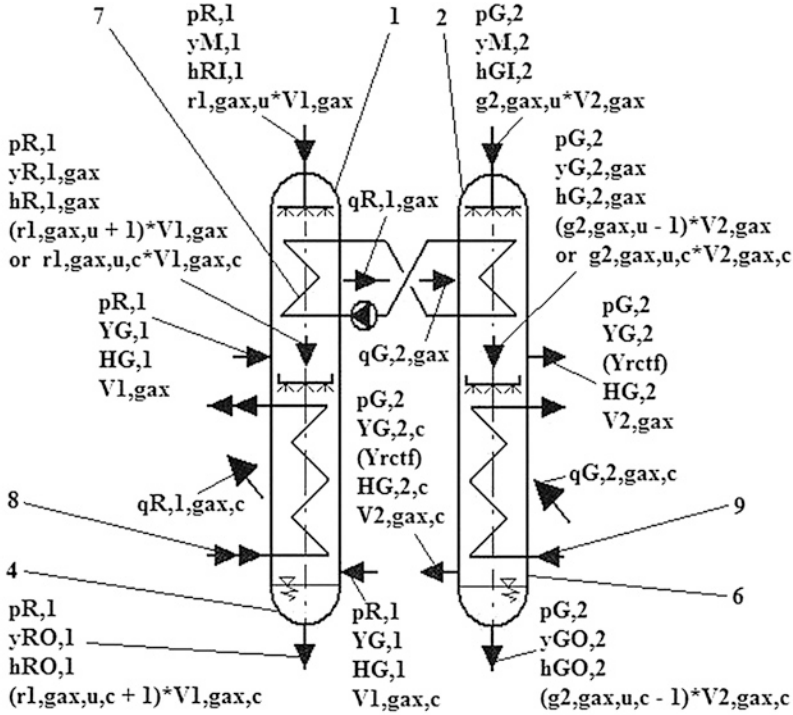 7
pR,1
yM,1
hRI,1
r1,gax,u*V1,gax
1
2
pG,2
yM,2
hGI,2
g2,gax,u*V2,gax
pR,1
yR,1,gax
hR,1,gax
(r1,gax,u + 1)*V1,gax
or r1,gax,u,c*V1,gax,c
qR,1,gax
pG,2
yG,2,gax
hG,2,gax
(g2,gax,u - 1)*V2,gax
or g2,gax,u,c*V2,gax,c
pR,1
YG,1
HG,1
V1,gax
qG,2,gax
pG,2
YG,2
(Yrctf)
HG,2
V2,gax
pG,2
YG,2,c
(Yrctf)
HG,2,c
V2,gax,c
qR,1,gax,c
qG,2,gax,c
8
9
4
6
pR,1
yRO,1
hRO,1
(r1,gax,u,c + 1)*V1,gax,c
pR,1
YG,1
HG,1
V1,gax,c
pG,2
yGO,2
hGO,2
(g2,gax,u,c - 1)*V2,gax,c